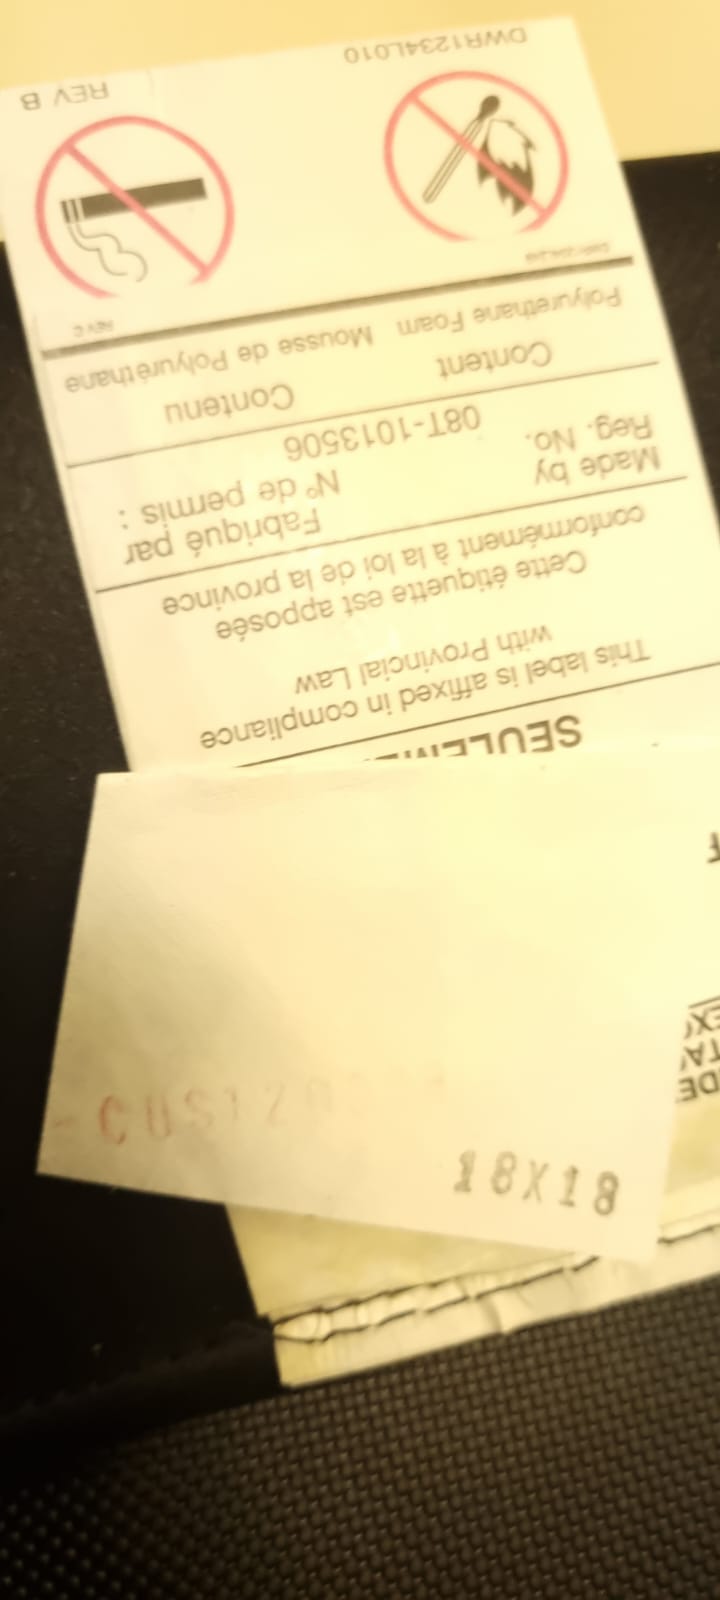 SEULEME
This label is affixed in compliance
with Provincial Law
Cette étiquette est apposée
conformément à la loi de la province
Made by Fabriqué par
Reg. No. N° de permis :
08T-1013506
Content Contenu
Polyurethane Foam Mousse de Polyuréthane
REV C
DWR1234L010 REV B
-CUS120
18X18